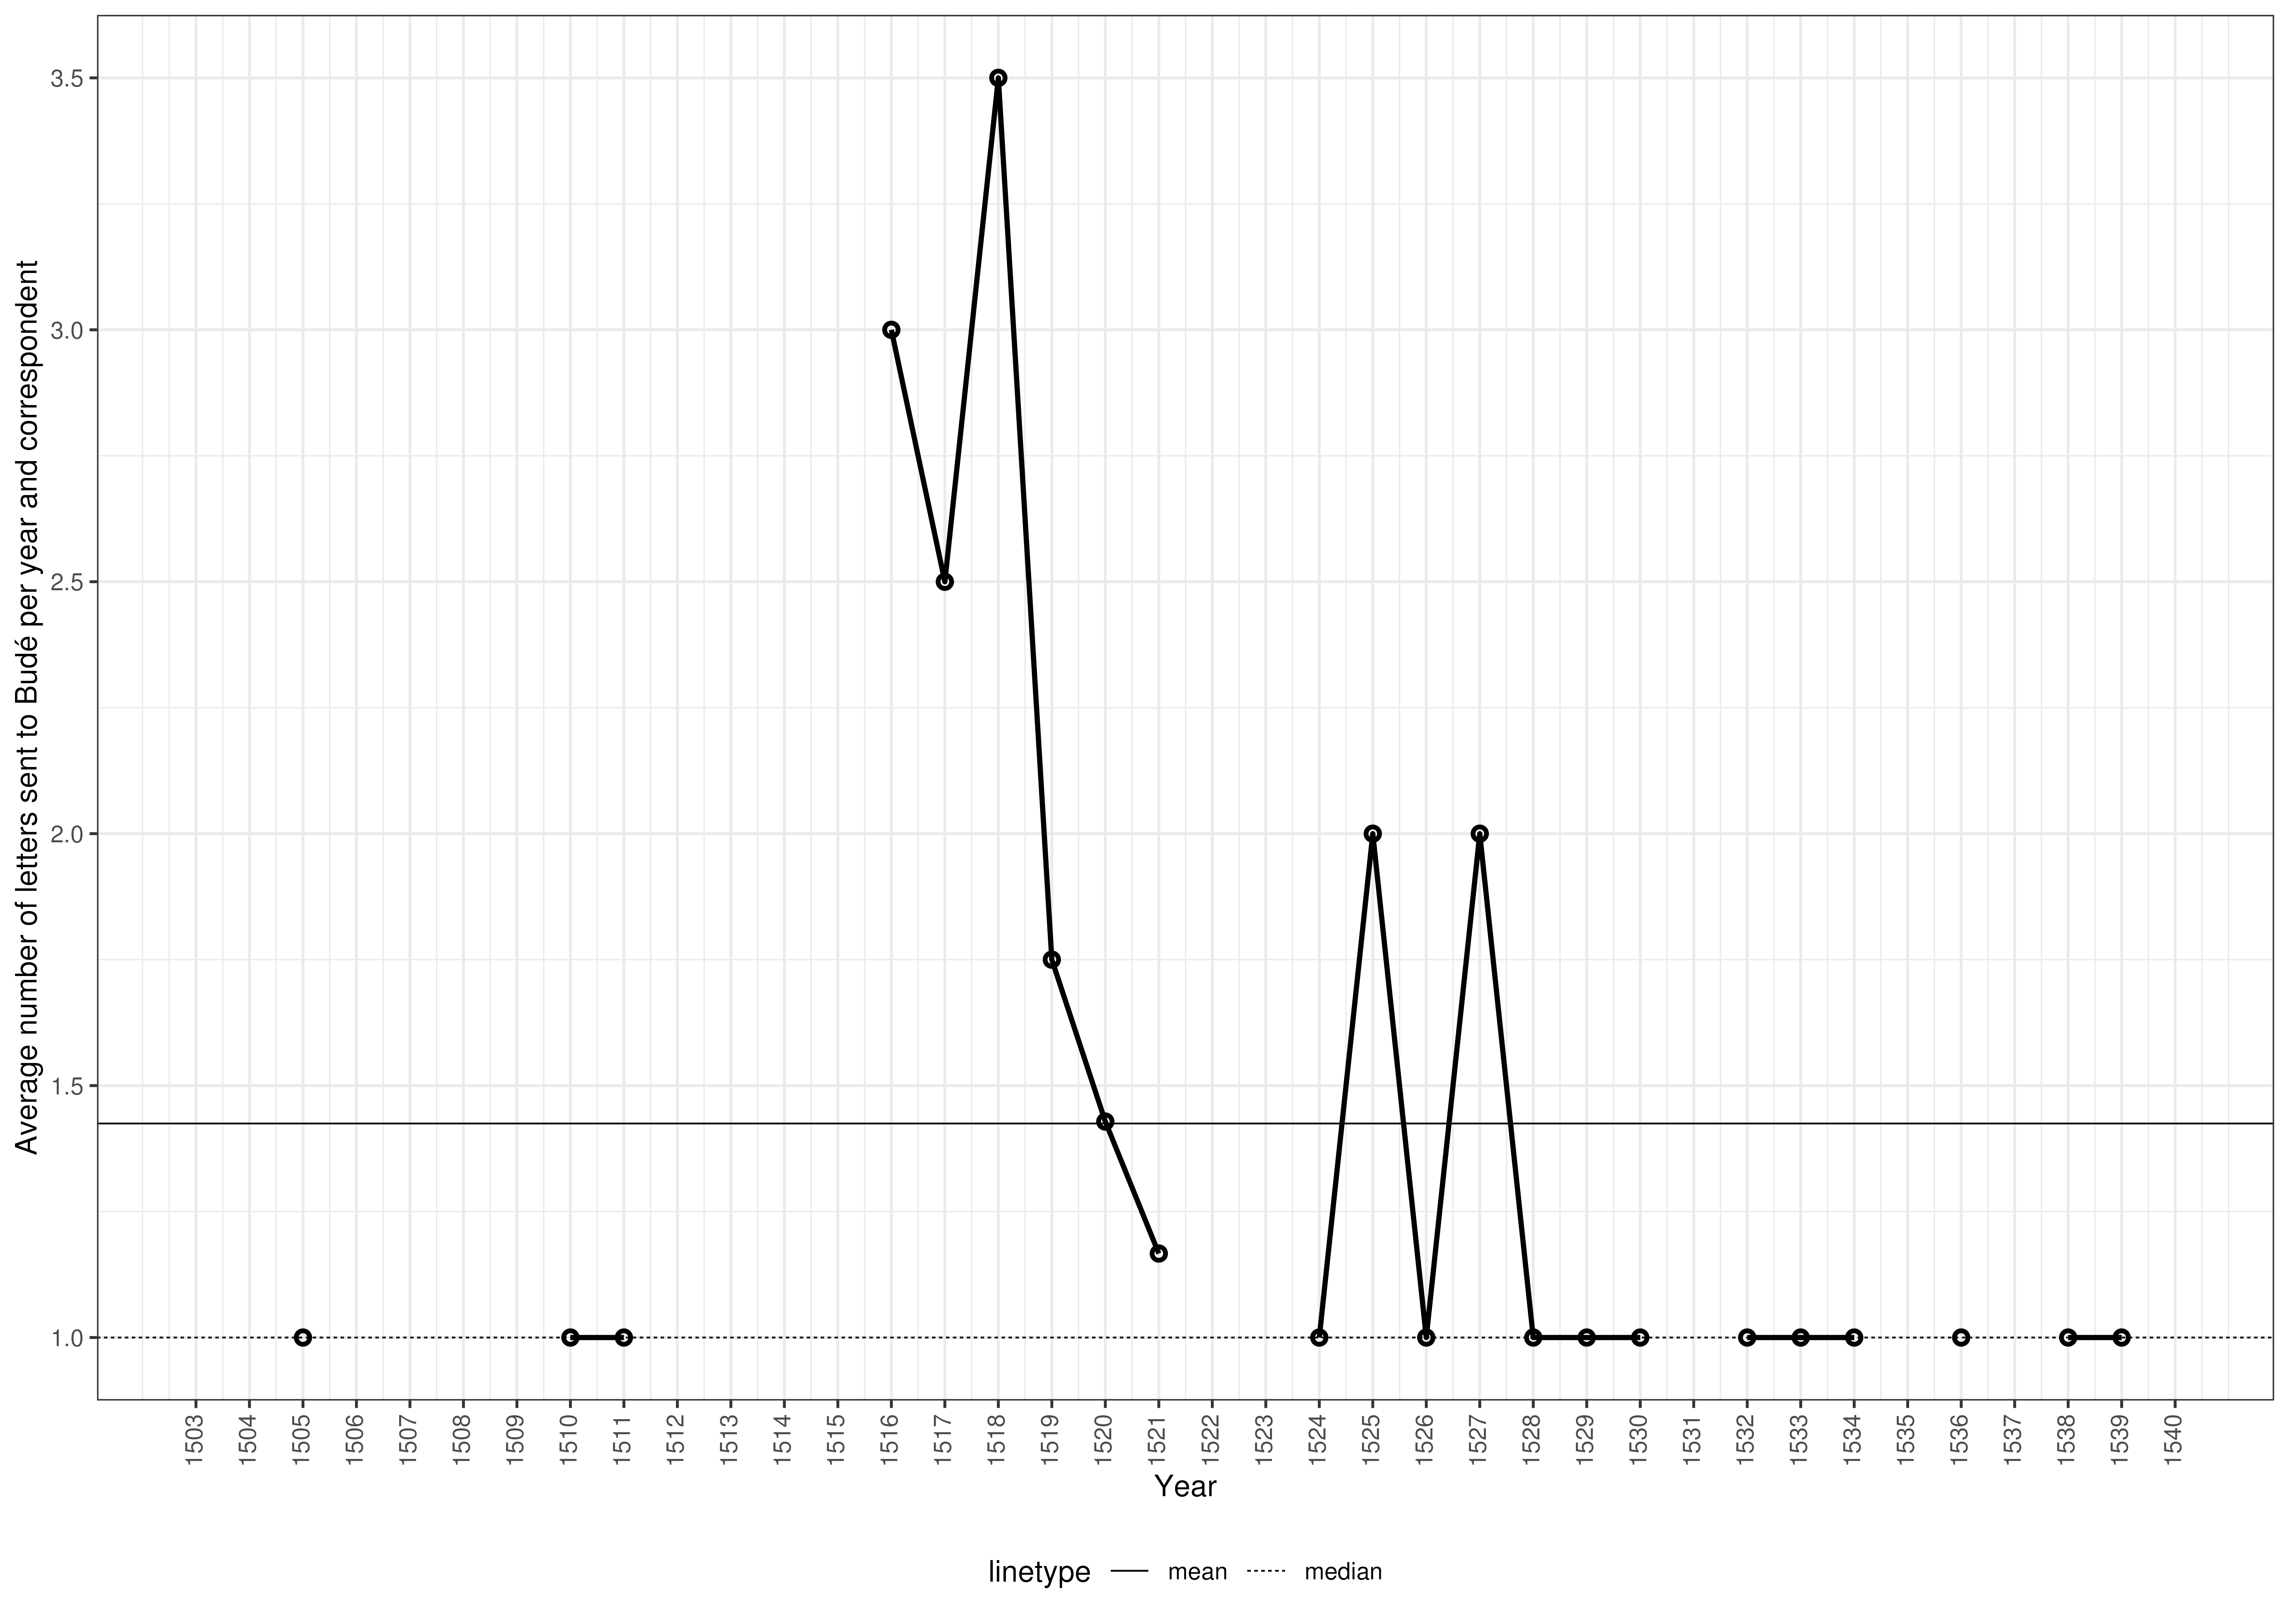 Average number of letters sent to Budé per year and correspondent
3.5
3.0
2.5
2.0
1.5
1.0
1503 1504 1505 1506 1507 1508 1509 1510 1511 1512 1513 1514 1515 1516 1517 1518 1519 1520 1521 1522 1523 1524 1525 1526 1527 1528 1529 1530 1531 1532 1533 1534 1535 1536 1537 1538 1539 1540
Year
linetype mean median